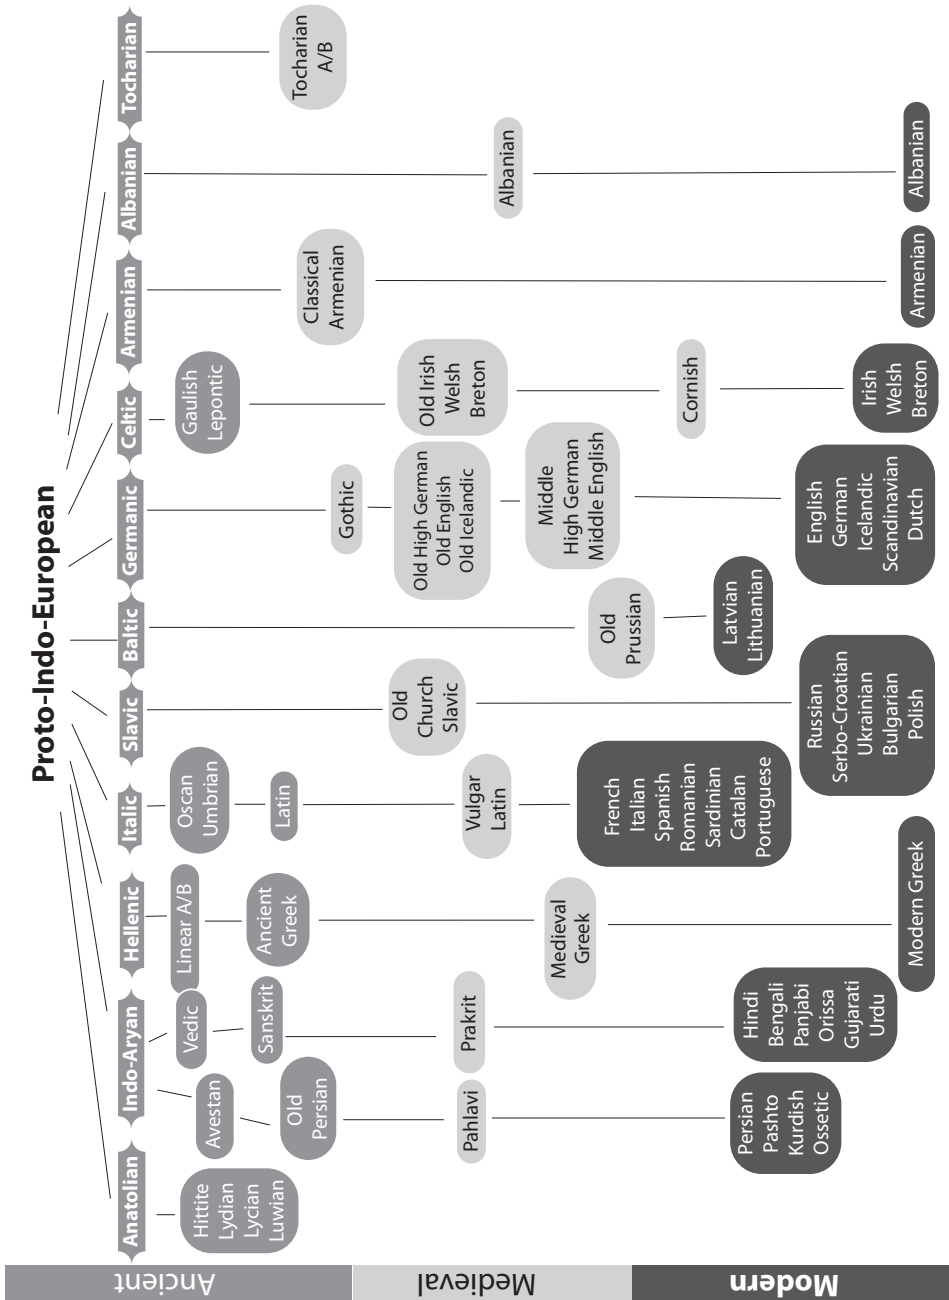 Proto-Indo-European
Anatolian
Indo-Aryan
Hellenic
Italic
Slavic
Baltic
Germanic
Celtic
Armenian
Albanian
Tocharian
Ancient
Medieval
Modern
Hittite
Lydian
Lycian
Luwian
Avestan
Old
Persian
Pahlavi
Persian
Pashto
Kurdish
Ossetic
Vedic
Sanskrit
Prakrit
Hindi
Bengali
Panjabi
Orissa
Gujarati
Urdu
Linear A/B
Ancient
Greek
Medieval
Greek
Modern Greek
Oscan
Umbrian
Latin
Vulgar
Latin
French
Italian
Spanish
Romanian
Sardinian
Catalan
Portuguese
Old
Church
Slavic
Russian
Serbo-Croatian
Ukrainian
Bulgarian
Polish
Old
Prussian
Latvian
Lithuanian
Gothic
Old High German
Old English
Old Icelandic
Middle
High German
Middle English
English
German
Icelandic
Scandinavian
Dutch
Gaulish
Lepontic
Old Irish
Welsh
Breton
Cornish
Irish
Welsh
Breton
Classical
Armenian
Armenian
Albanian
Albanian
Tocharian
A/B